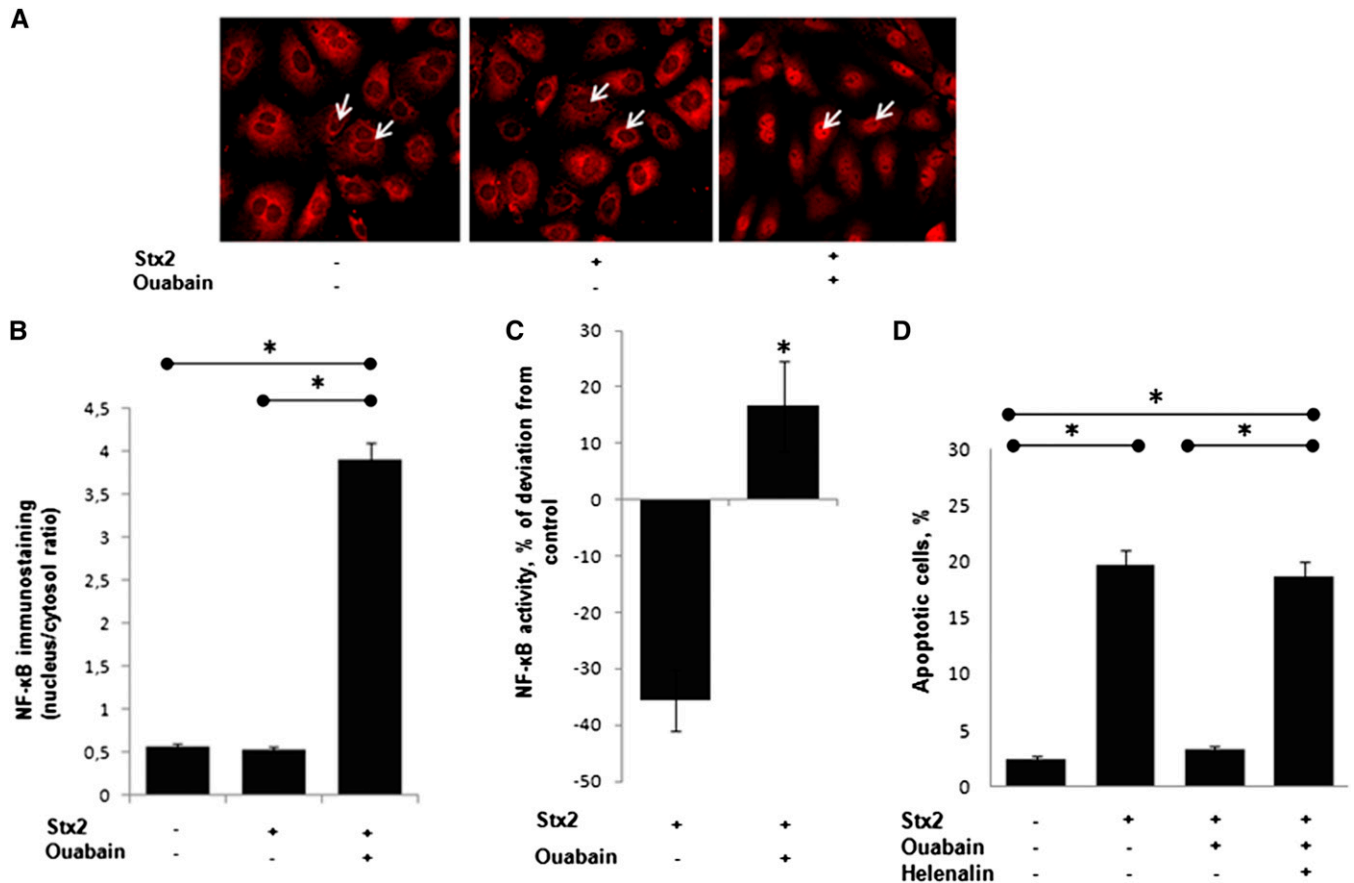 A
Stx2 - + +
Ouabain - - +
B
* 
*
4,5
4
3,5
3
2,5
2
1,5
1
0,5
0
NF-κB immunostaining
(nucleus/cytosol ratio)
Stx2 - + +
Ouabain - - +
C
*
30
20
10
0
-10
-20
-30
-40
-50
NF-κB activity, % of deviation from
control
Stx2 + +
Ouabain - +
D
*
* *
30
25
20
15
10
5
0
Apoptotic cells, %
Stx2 - + + +
Ouabain - - + +
Helenalin - - - +